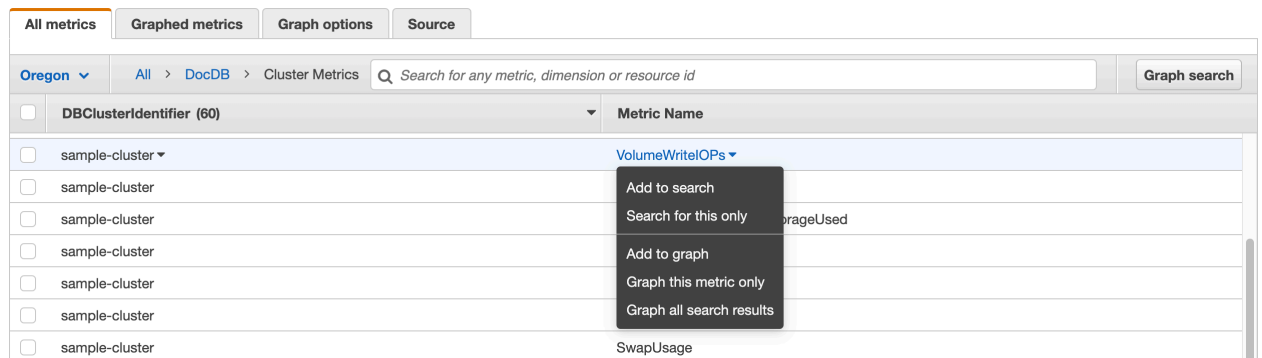 All metrics Graphed metrics Graph options Source
Oregon All > DocDB > Cluster Metrics Search for any metric, dimension or resource id Graph search
DBClusterIdentifier (60) Metric Name
sample-cluster VolumeWriteIOPs
sample-cluster Add to search
sample-cluster Search for this only orageUsed
sample-cluster Add to graph
sample-cluster Graph this metric only
sample-cluster Graph all search results
sample-cluster SwapUsage